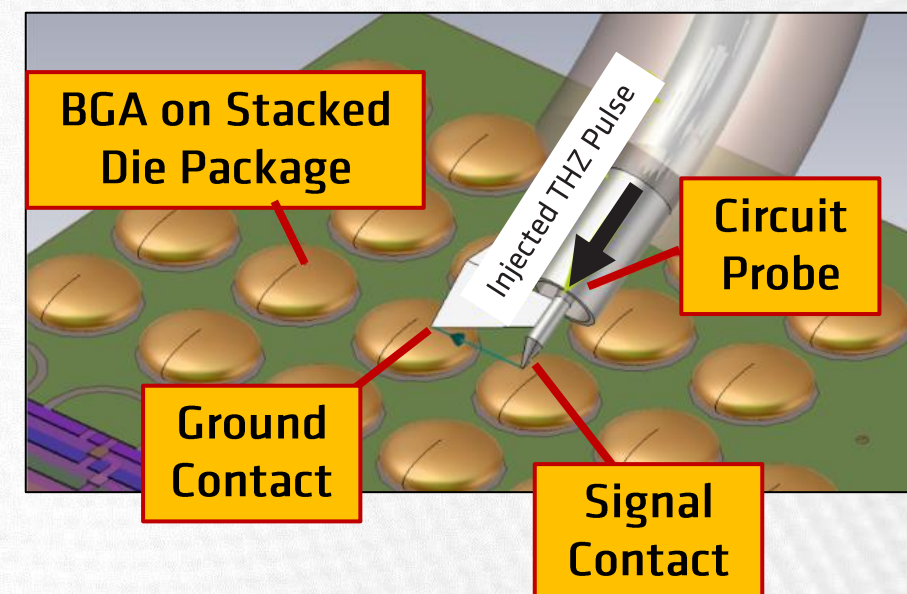 BGA on Stacked
Die Package
Injected THZ Pulse
Circuit
Probe
Ground
Contact
Signal
Contact